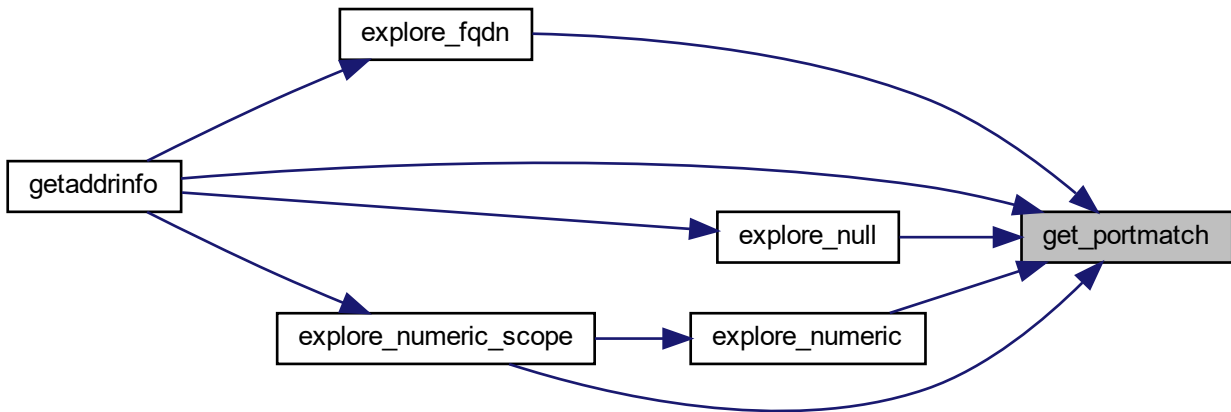 explore_fqdn
getaddrinfo
explore_null
get_portmatch
explore_numeric_scope
explore_numeric